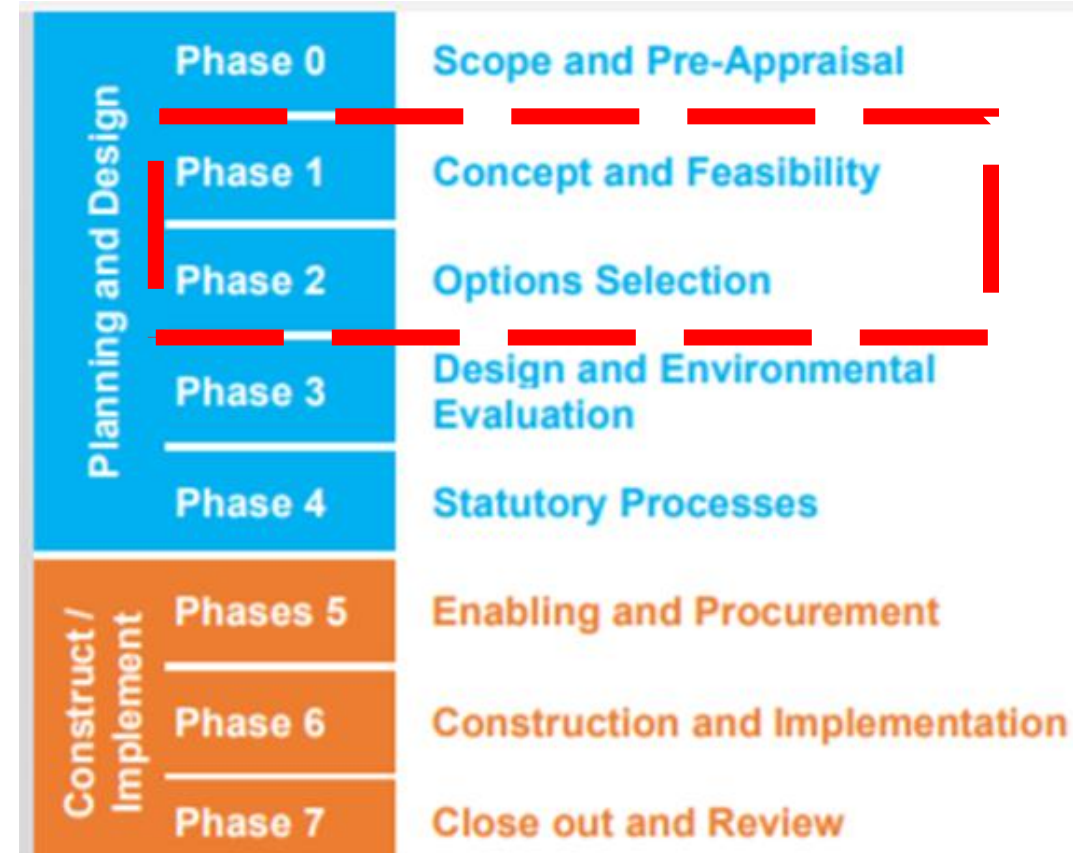 Planning and Design
Phase 0 Scope and Pre-Appraisal
Phase 1 Concept and Feasibility
Phase 2 Options Selection
Phase 3 Design and Environmental
Evaluation
Phase 4 Statutory Processes
Construct /
Implement
Phases 5 Enabling and Procurement
Phase 6 Construction and Implementation
Phase 7 Close out and Review